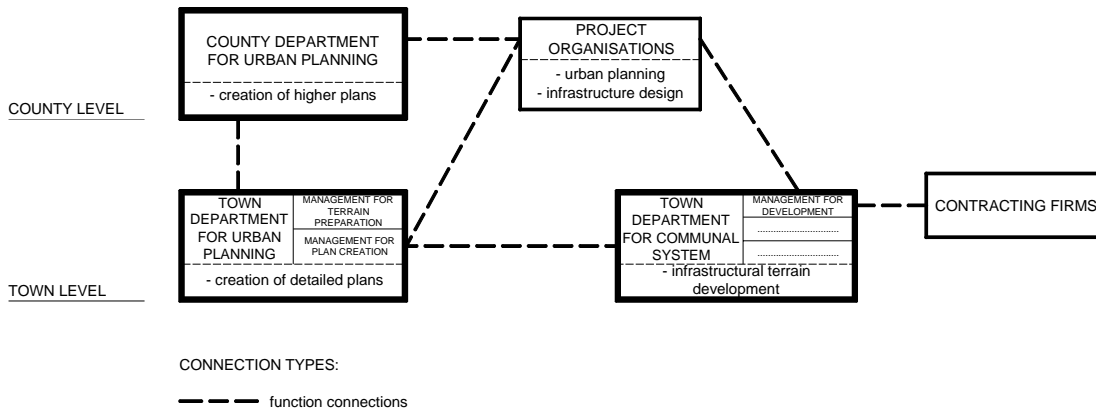 COUNTY DEPARTMENT
FOR URBAN PLANNING
- creation of higher plans
PROJECT
ORGANISATIONS
- urban planning
- infrastructure design
COUNTY LEVEL
TOWN
DEPARTMENT
FOR URBAN
PLANNING
MANAGEMENT FOR
TERRAIN
PREPARATION
MANAGEMENT FOR
PLAN CREATION
- creation of detailed plans
TOWN
DEPARTMENT
FOR COMMUNAL
SYSTEM
MANAGEMENT FOR
DEVELOPMENT
- infrastructural terrain
development
CONTRACTING FIRMS
TOWN LEVEL
CONNECTION TYPES:
function connections